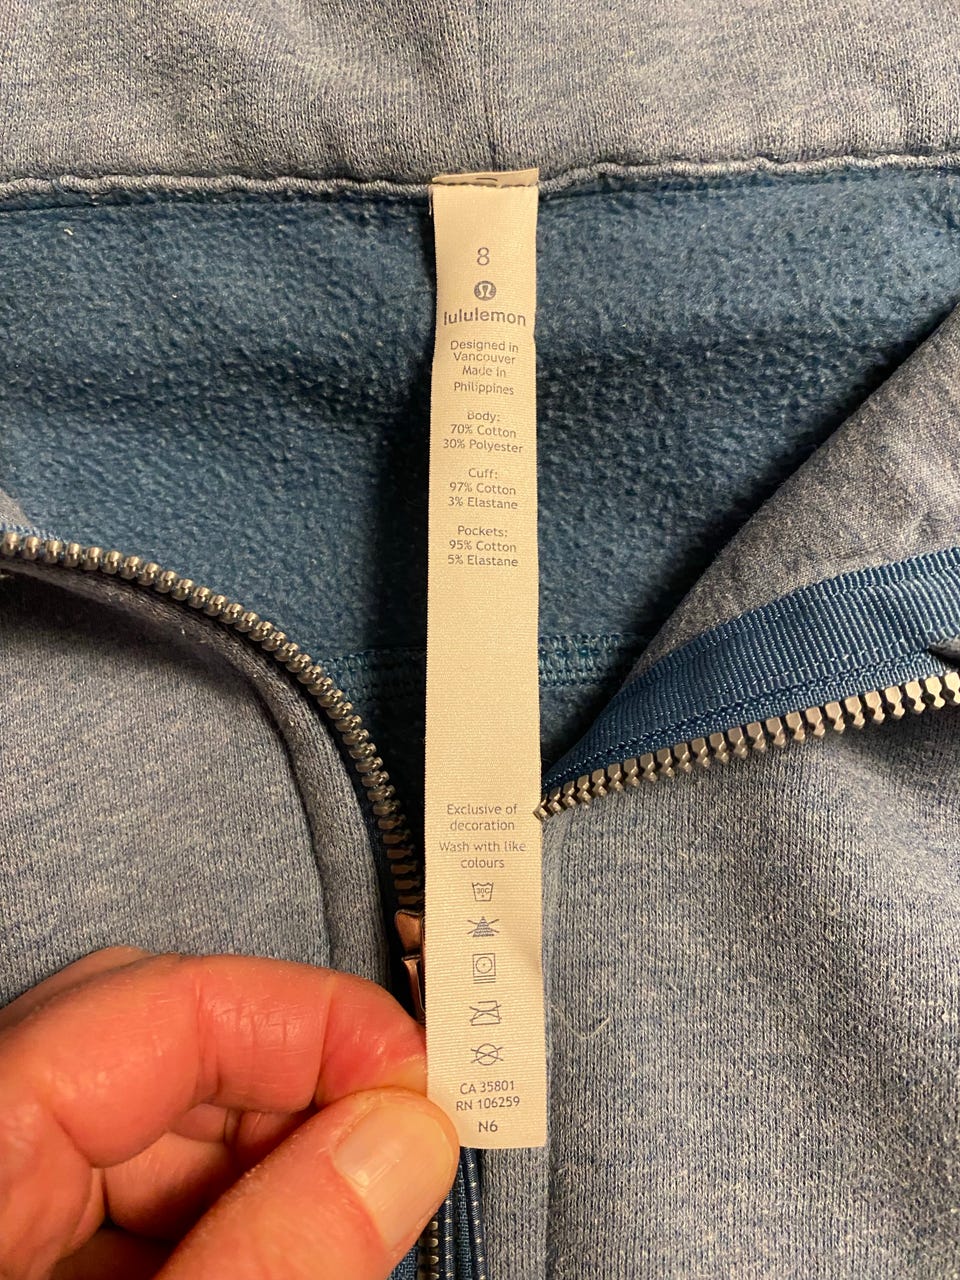 8
lululemon
Designed in
Vancouver
Made in
Philippines
Body:
70% Cotton
30% Polyester
Cuff:
97% Cotton
3% Elastane
Pockets:
95% Cotton
5% Elastane
Exclusive of
decoration
Wash with like
colours
30C
CA 35801
RN 106259
N6